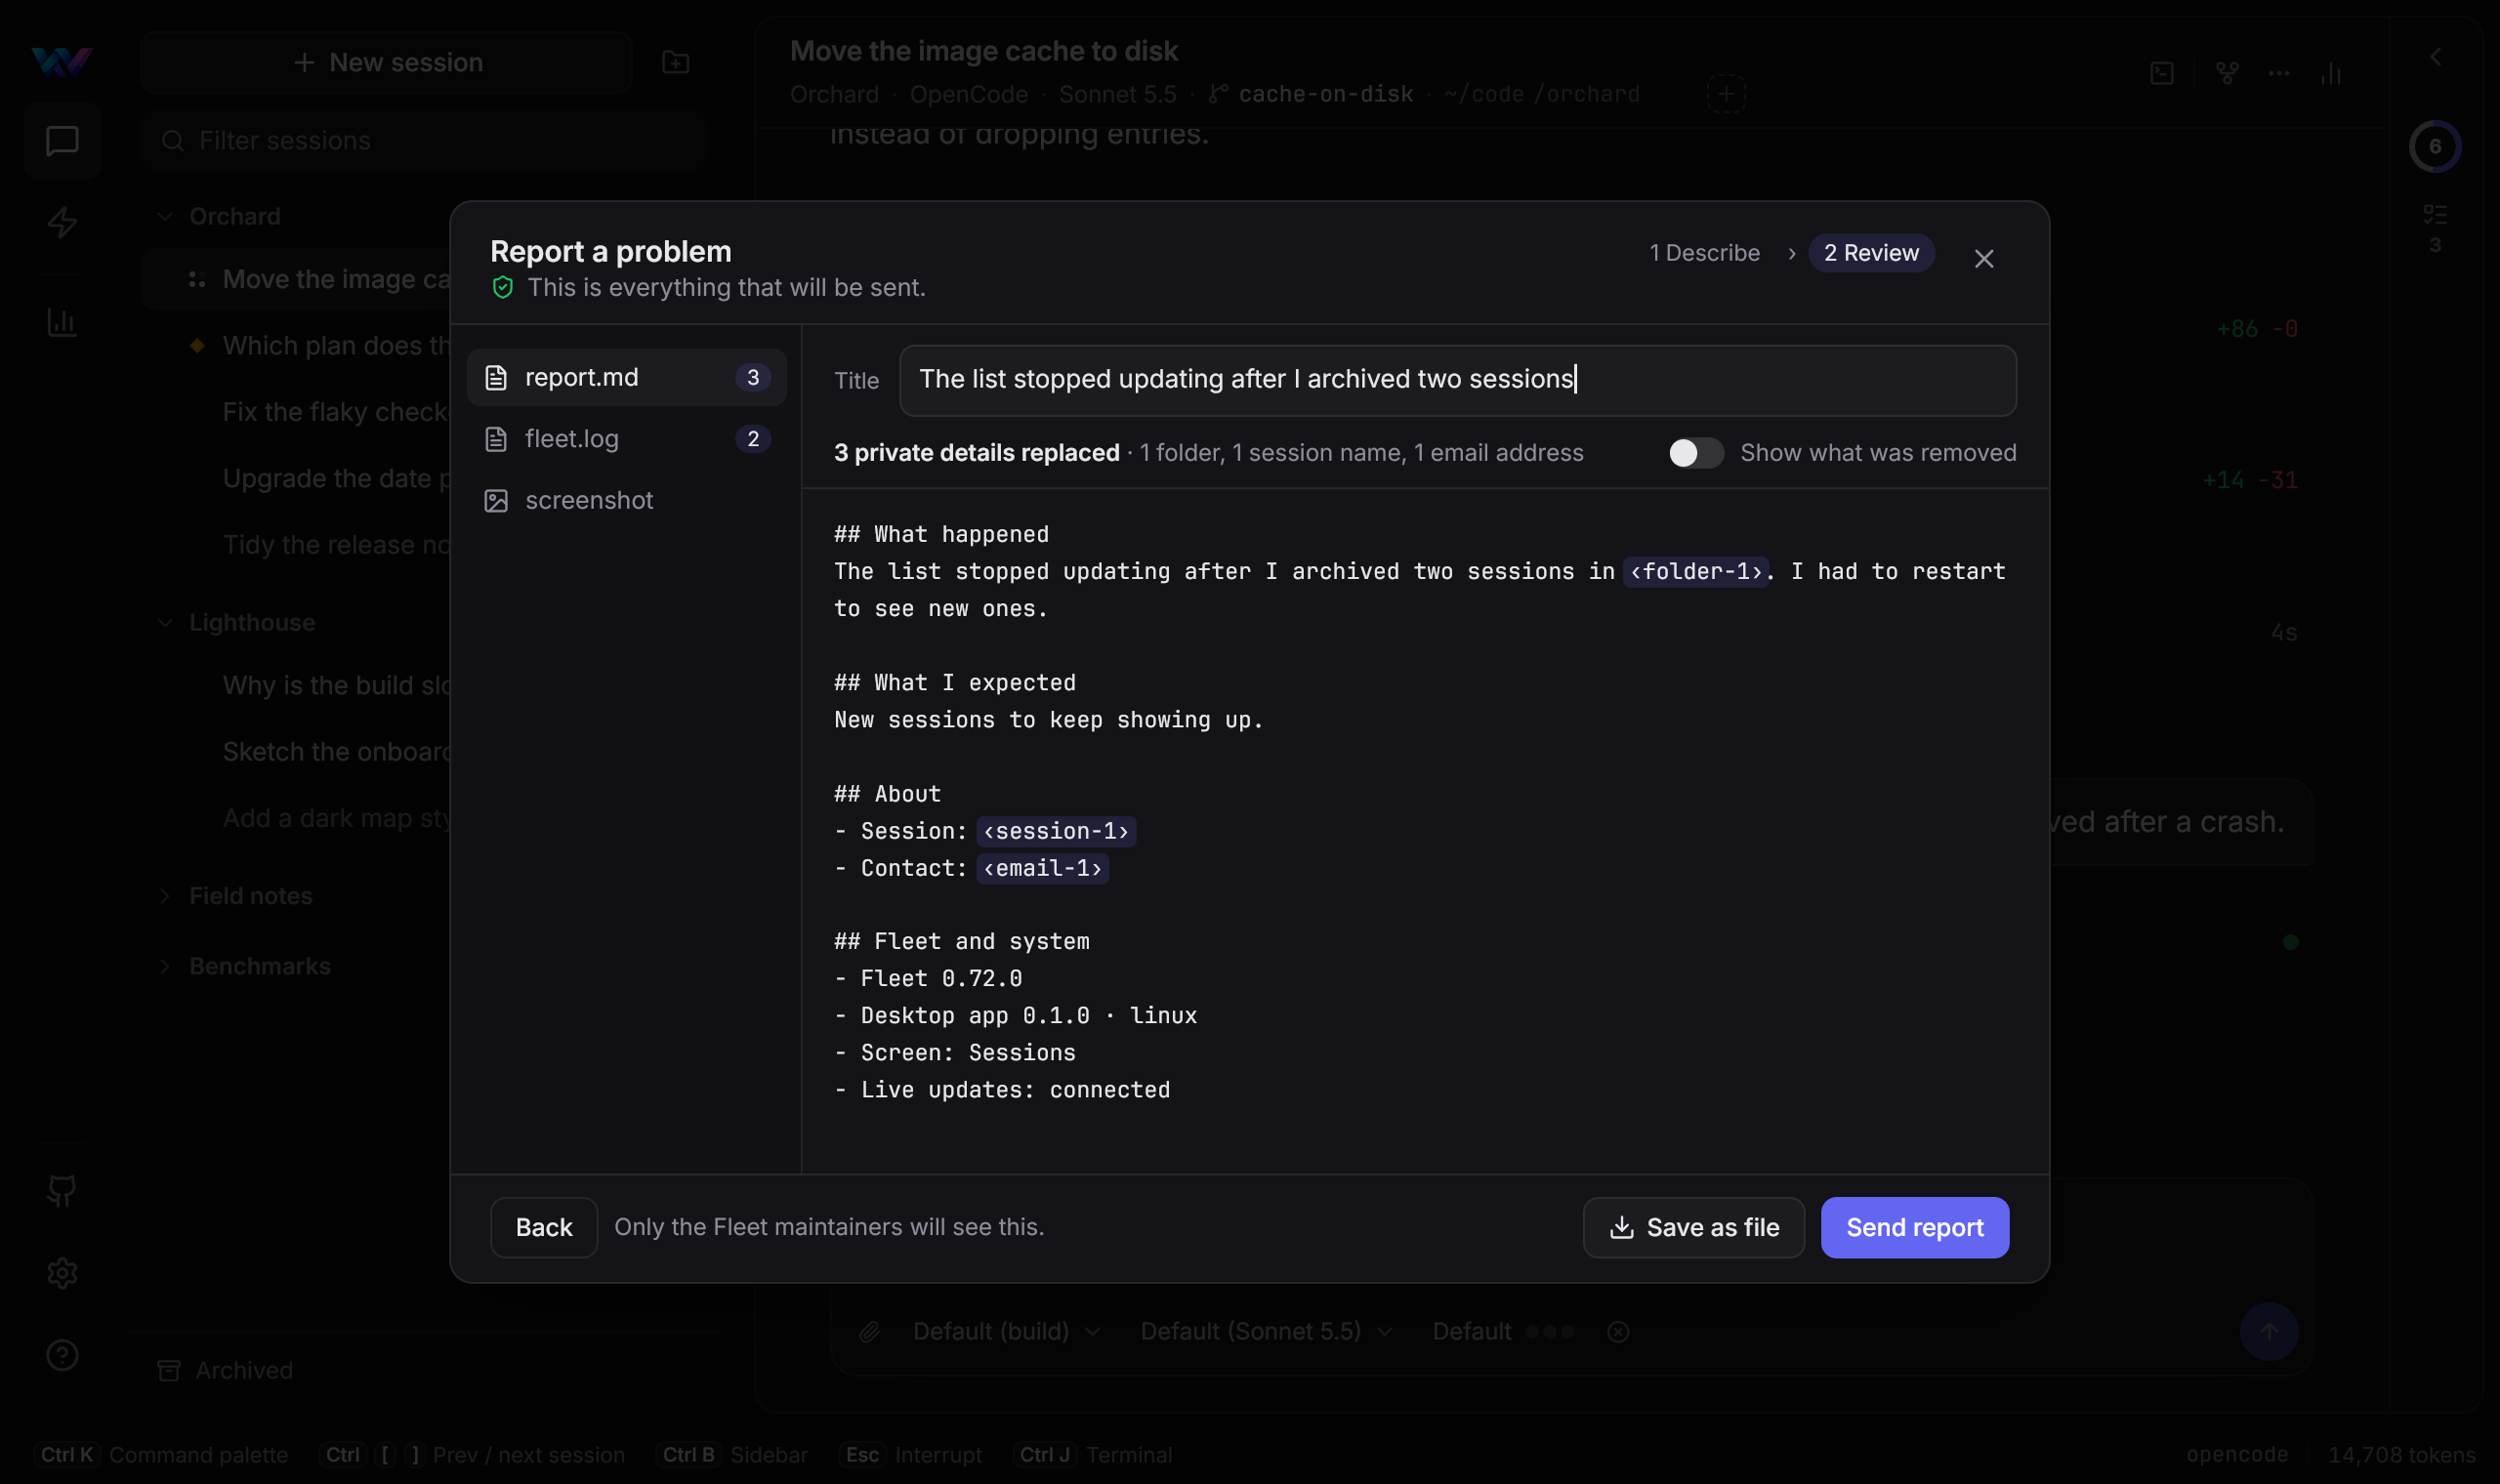 New session
Filter sessions
Orchard
Move the image ca
Which plan does th
Fix the flaky check
Upgrade the date p
Tidy the release no
Lighthouse
Why is the build slo
Sketch the onboard
Add a dark map sty
Field notes
Benchmarks
Archived
Move the image cache to disk
Orchard · OpenCode · Sonnet 5.5 · cache-on-disk · ~/code /orchard
instead of dropping entries.
6
3
+86 -0
+14 -31
4s
ved after a crash.
Report a problem
This is everything that will be sent.
1 Describe › 2 Review
report.md 3
fleet.log 2
screenshot
Title The list stopped updating after I archived two sessions
3 private details replaced · 1 folder, 1 session name, 1 email address
Show what was removed
## What happened
The list stopped updating after I archived two sessions in ‹folder-1›. I had to restart
to see new ones.
## What I expected
New sessions to keep showing up.
## About
- Session: ‹session-1›
- Contact: ‹email-1›
## Fleet and system
- Fleet 0.72.0
- Desktop app 0.1.0 · linux
- Screen: Sessions
- Live updates: connected
Back Only the Fleet maintainers will see this.
Save as file
Send report
Default (build) Default (Sonnet 5.5) Default
Ctrl K Command palette Ctrl [ ] Prev / next session Ctrl B Sidebar Esc Interrupt Ctrl J Terminal
opencode 14,708 tokens